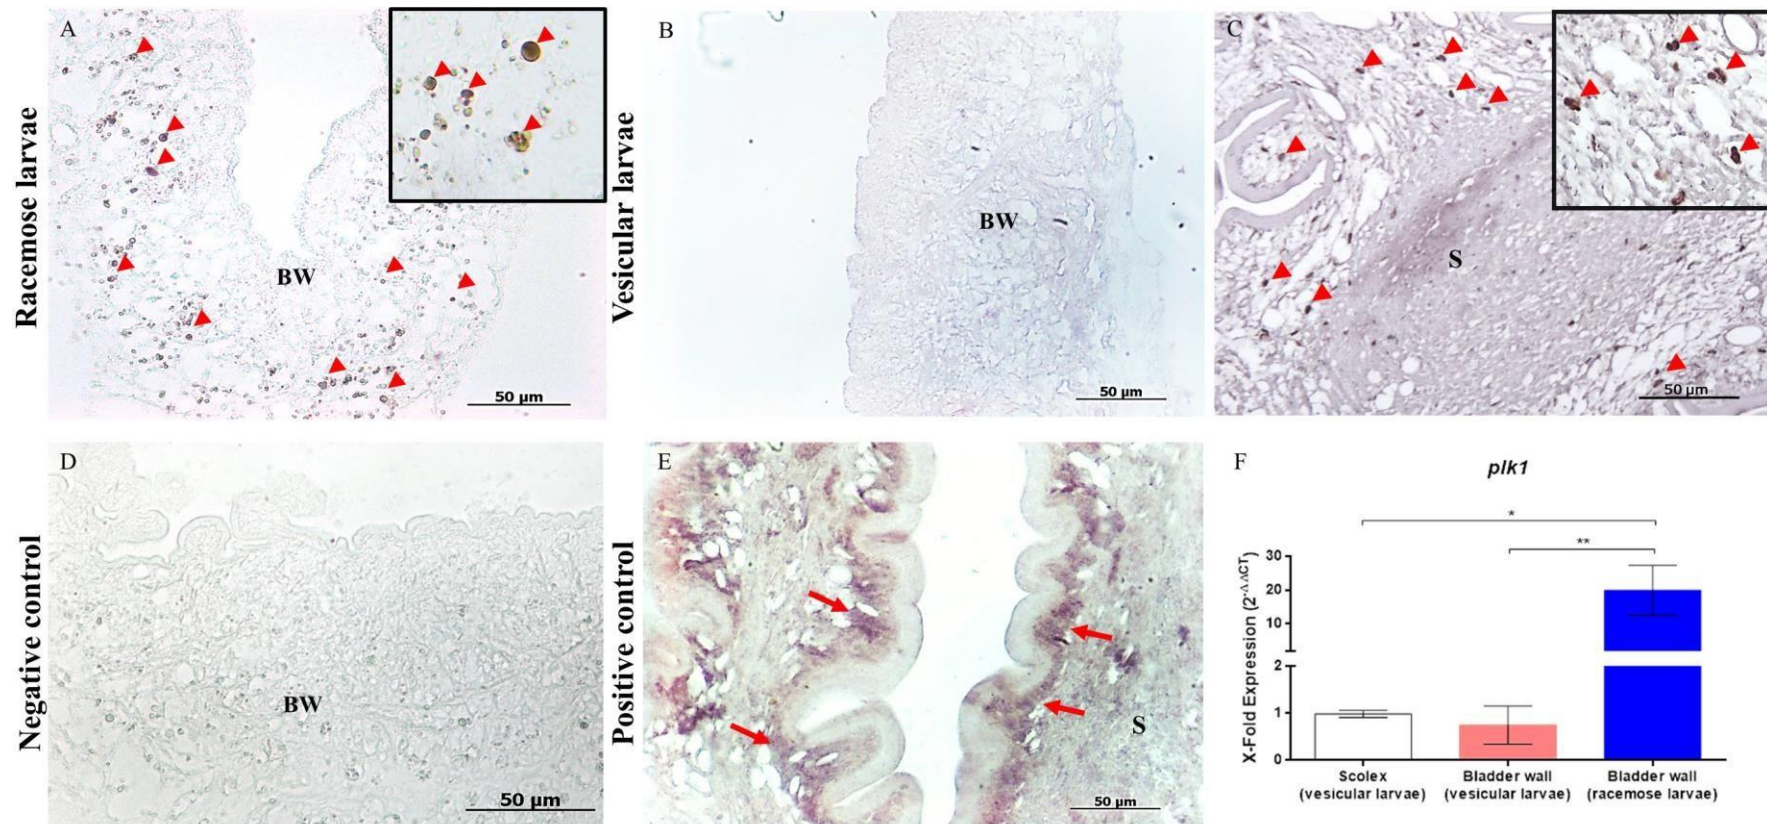 Racemose larvae
A
BW
50 µm
Vesicular larvae
B
BW
50 µm
C
S
50 µm
Negative control
D
BW
50 µm
Positive control
E
S
50 µm
F
plk1
*
**
X-Fold Expression (2^-ΔΔCT)
30
20
10
2
1
0
Scolex
(vesicular larvae)
Bladder wall
(vesicular larvae)
Bladder wall
(racemose larvae)